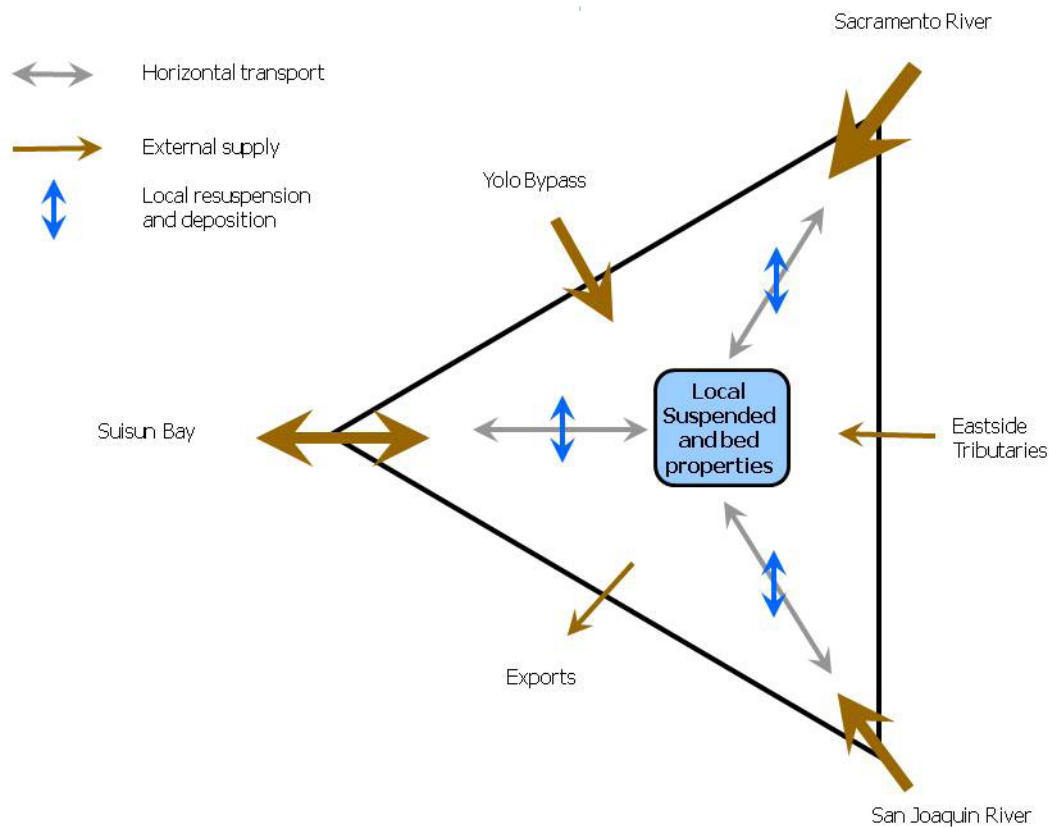 Sacramento River
Horizontal transport
External supply
Local resuspension
and deposition
Yolo Bypass
Suisun Bay
Local
Suspended
and bed
properties
Eastside
Tributaries
Exports
San Joaquin River